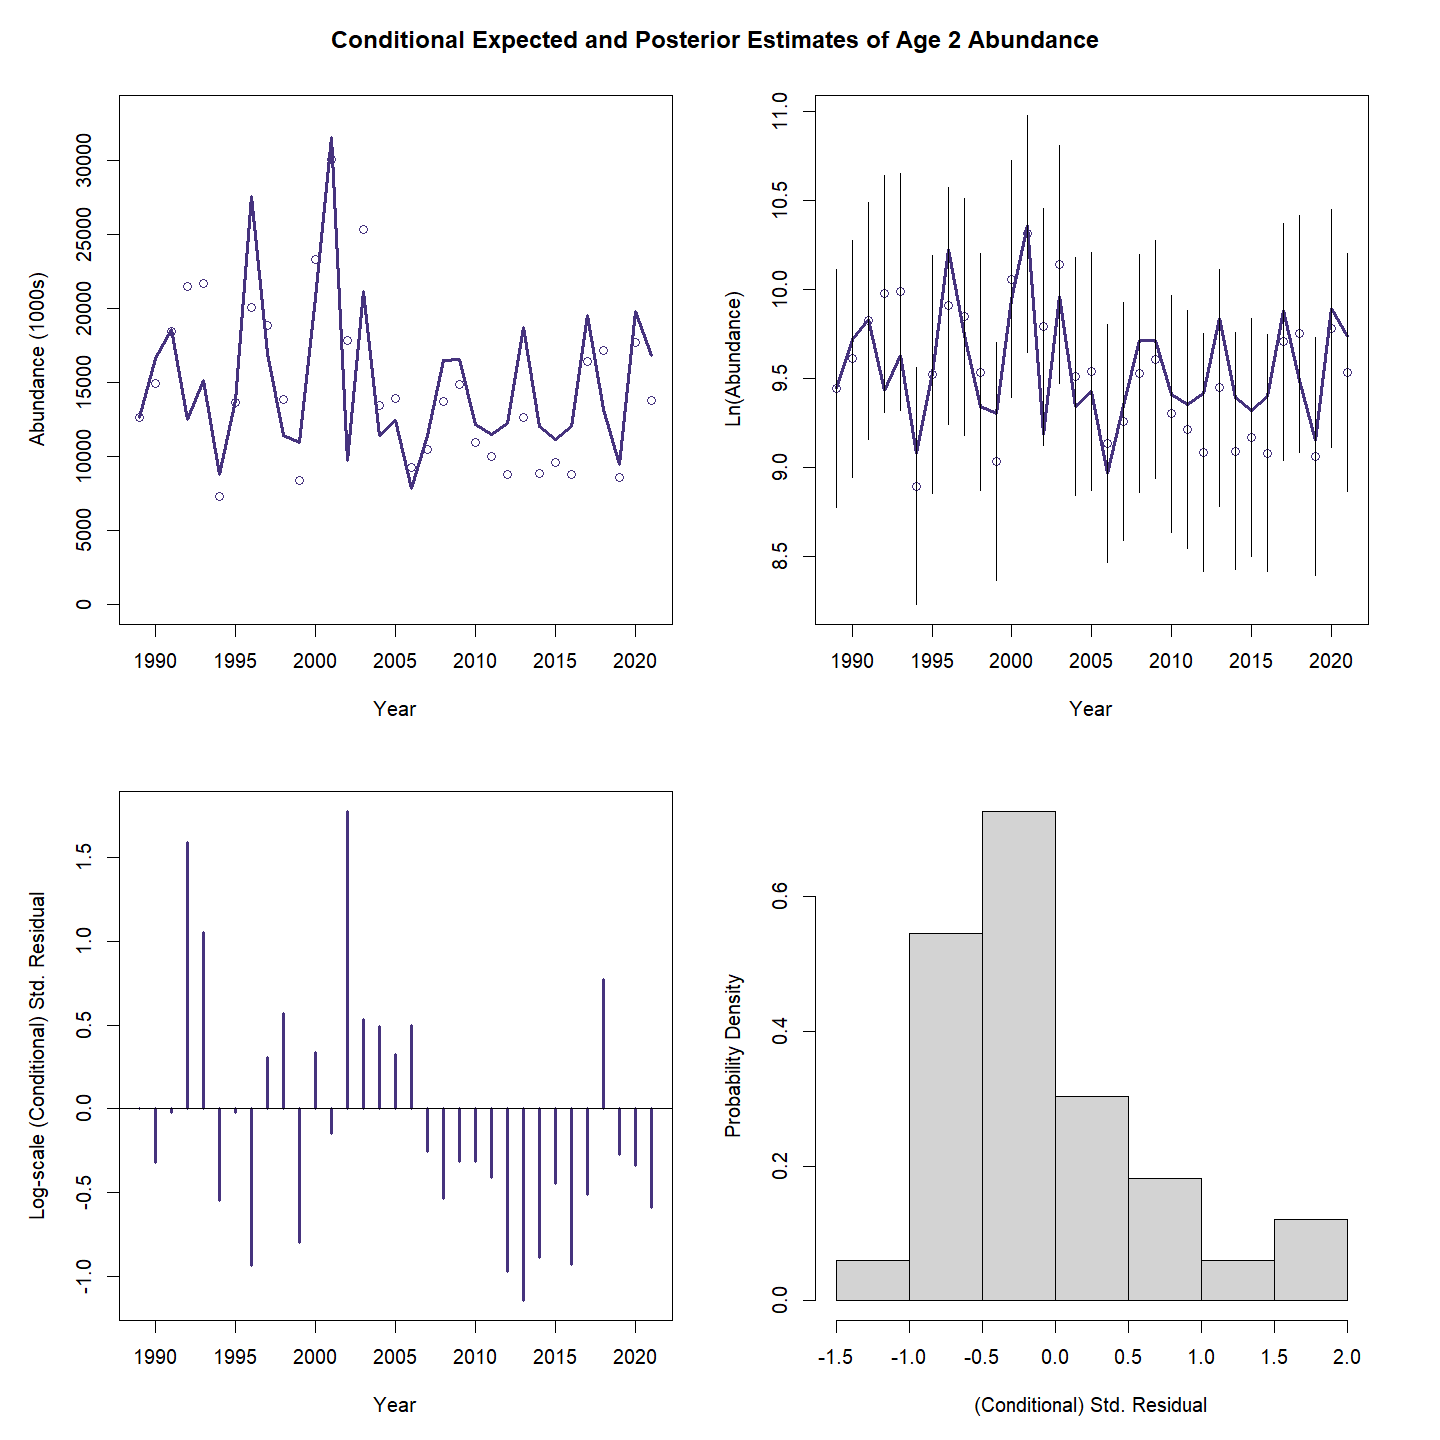 Conditional Expected and Posterior Estimates of Age 2 Abundance
Abundance (1000s)
30000
25000
20000
15000
10000
5000
0
1990 1995 2000 2005 2010 2015 2020
Year
Ln(Abundance)
11.0
10.5
10.0
9.5
9.0
8.5
1990 1995 2000 2005 2010 2015 2020
Year
Log-scale (Conditional) Std. Residual
1.5
1.0
0.5
0.0
-0.5
-1.0
1990 1995 2000 2005 2010 2015 2020
Year
Probability Density
0.6
0.4
0.2
0.0
-1.5 -1.0 -0.5 0.0 0.5 1.0 1.5 2.0
(Conditional) Std. Residual